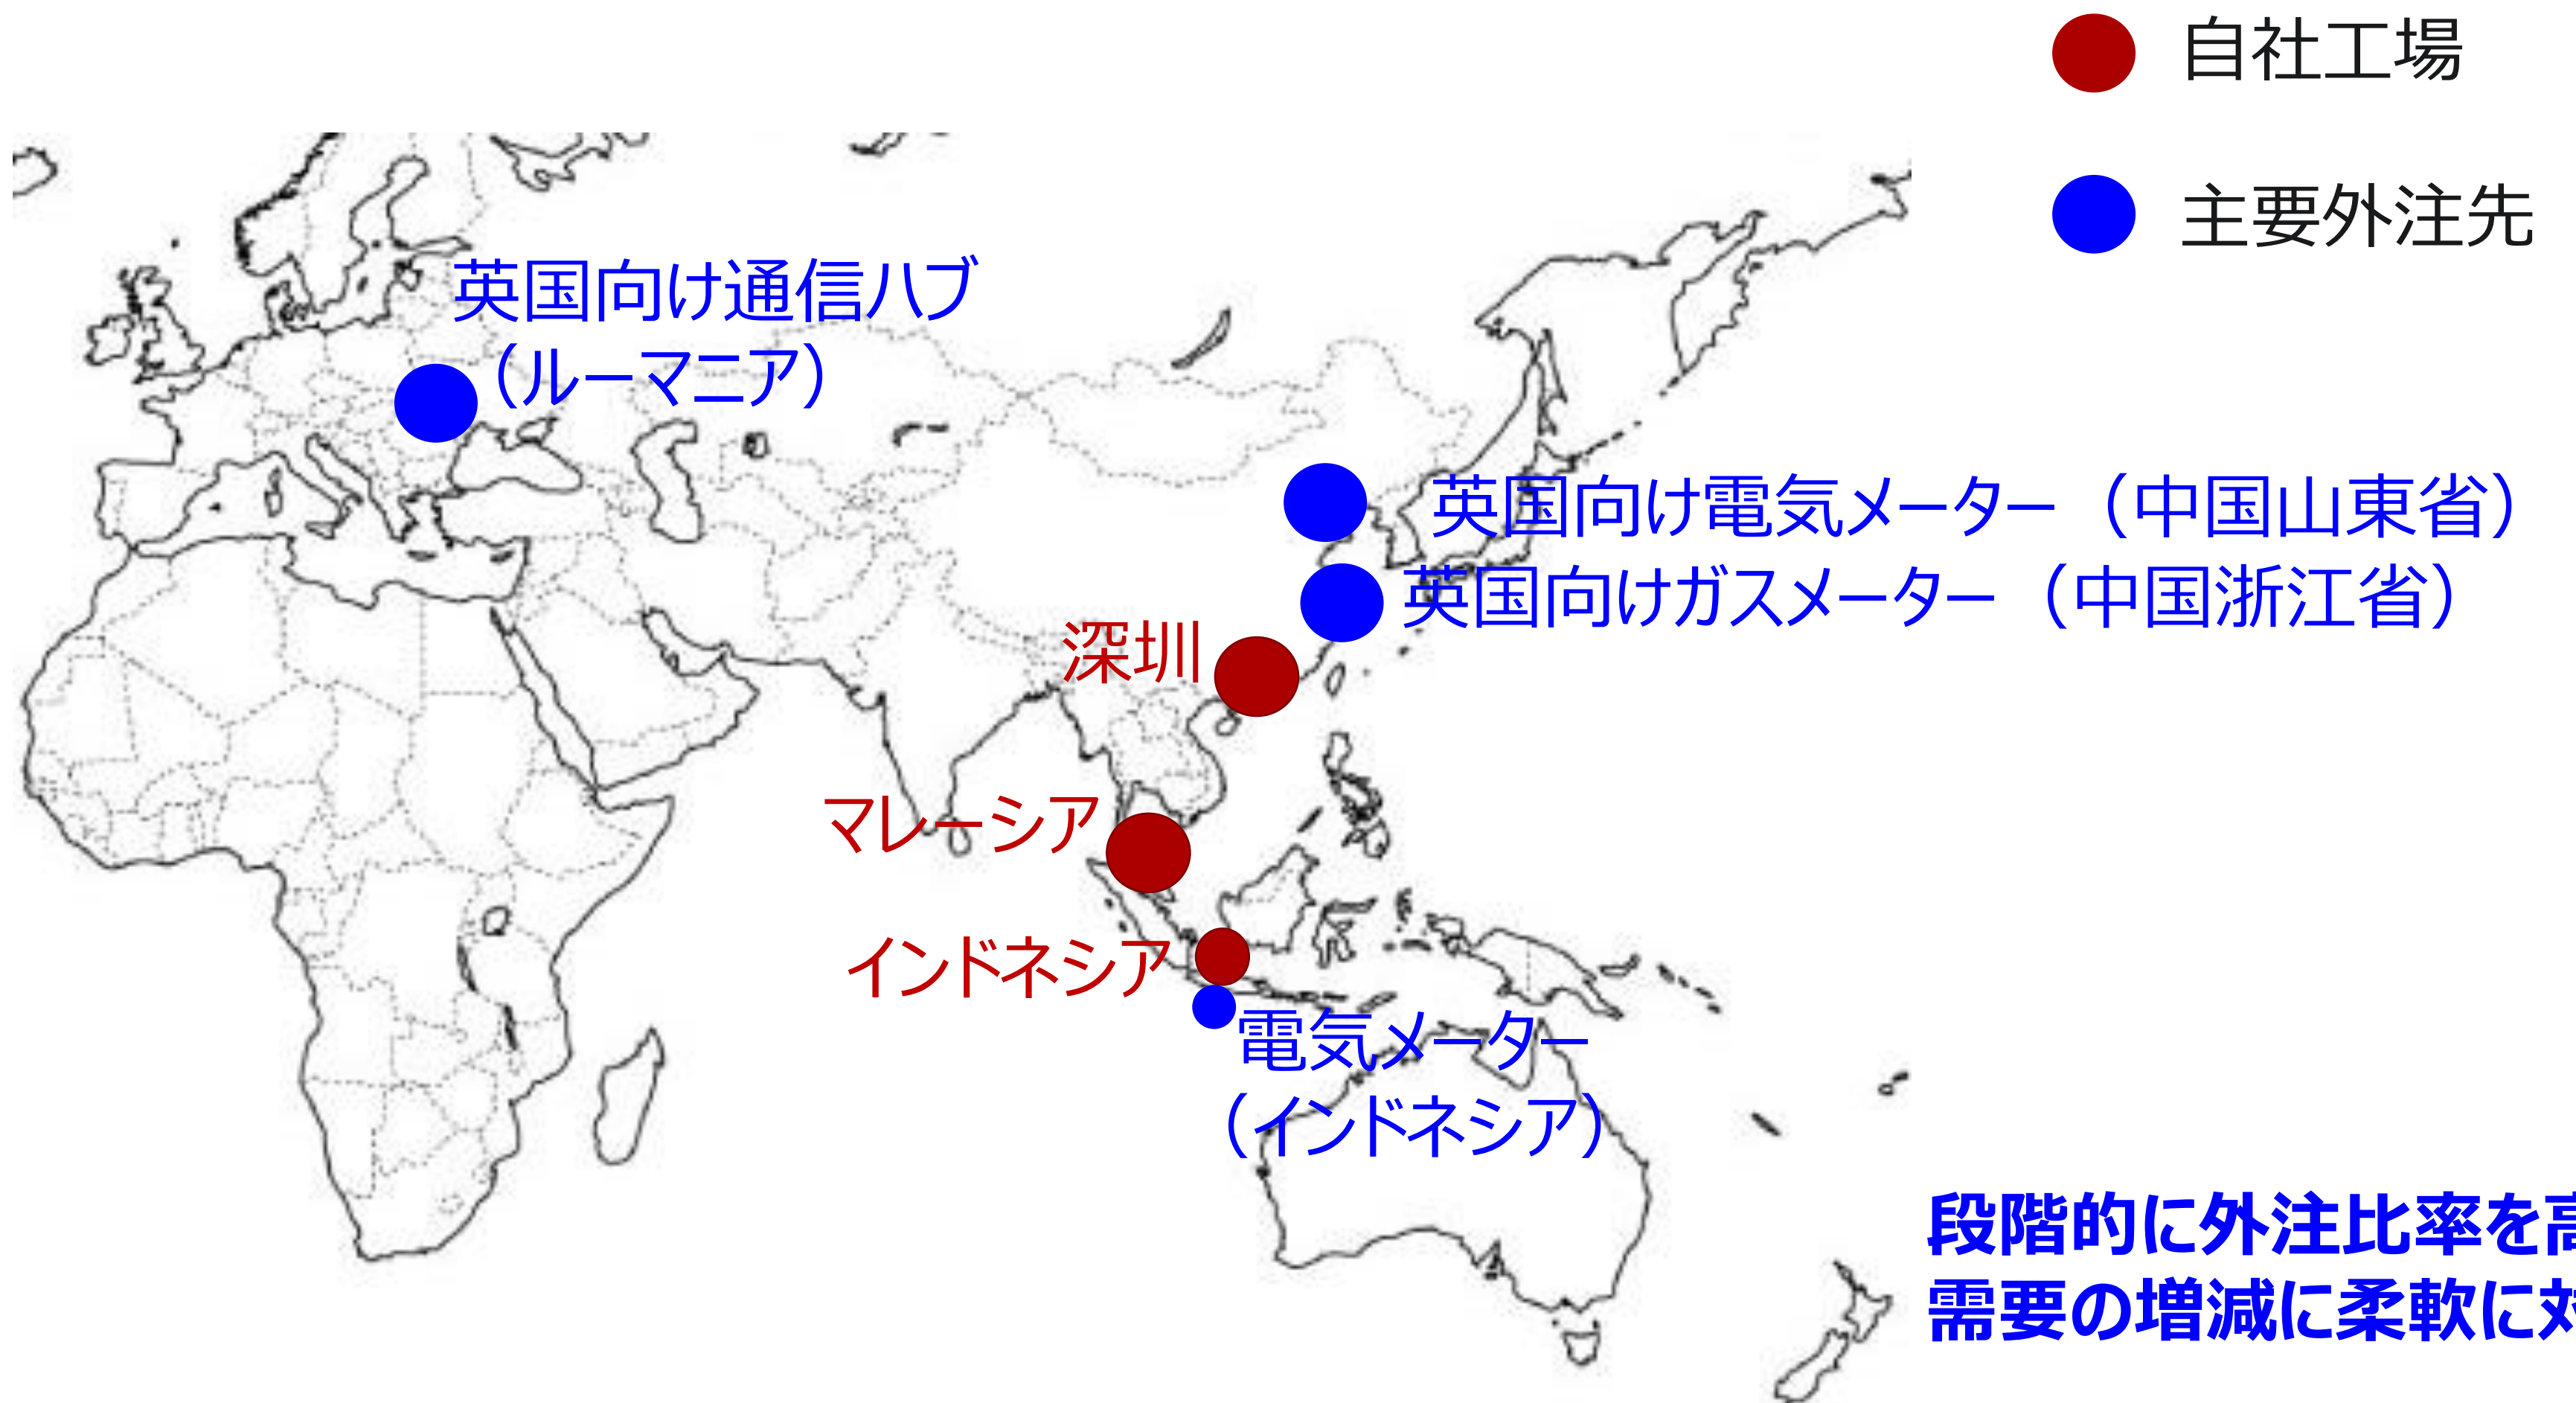 自社工場
主要外注先
英国向け通信ハブ
（ルーマニア）
英国向け電気メーター（中国山東省）
英国向けガスメーター（中国浙江省）
深圳
マレーシア
インドネシア
電気メーター
（インドネシア）
段階的に外注比率を高
需要の増減に柔軟に対